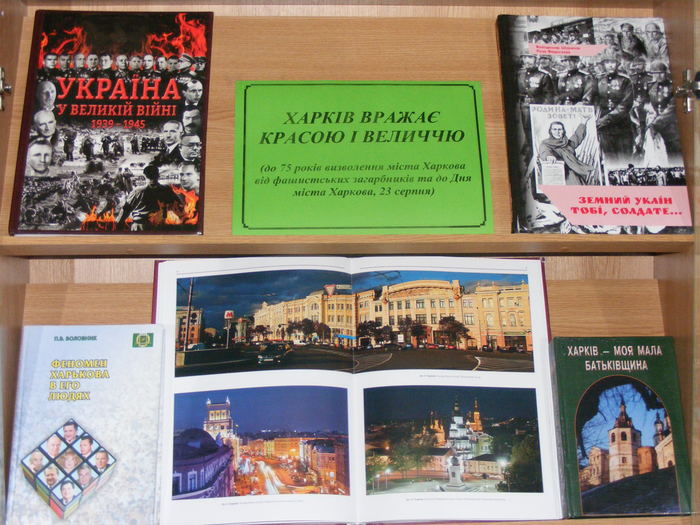 УКРАЇНА
У ВЕЛИКІЙ ВІЙНІ
1939 - 1945
ХАРКІВ ВРАЖАЄ
КРАСОЮ І ВЕЛИЧЧЮ
(до 75 років визволення міста Харкова
від фашистських загарбників та до Дня
міста Харкова, 23 серпня)
РОДИНА-МАТЬ
ЗОВЕТ!
ЗЕМНИЙ УКЛІН
ТОБІ, СОЛДАТЕ...
П.В. ВОЛОВНИК
ФЕНОМЕН
ХАРЬКОВА
В ЕГО
ЛЮДЯХ
М
ХАРКІВ – МОЯ МАЛА
БАТЬКІВЩИНА